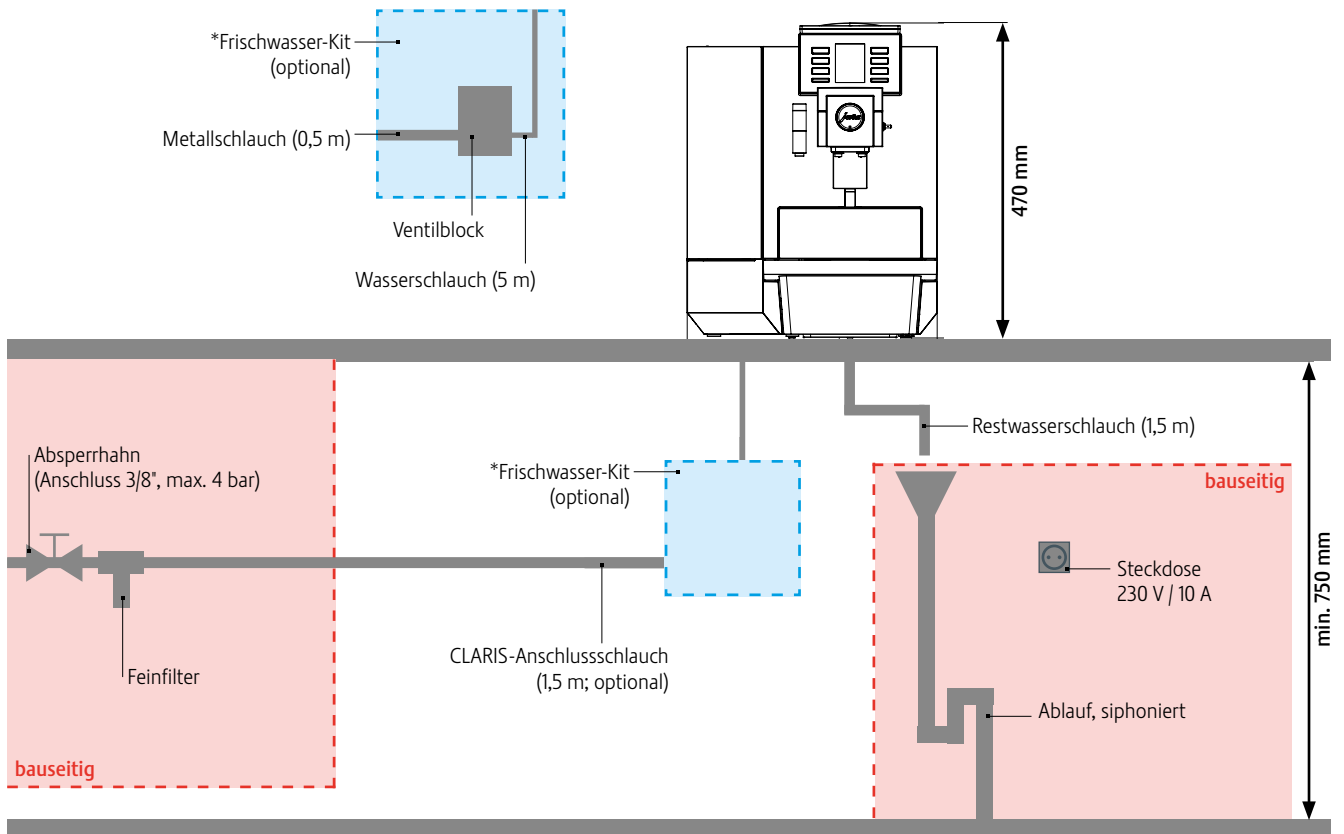 *Frischwasser-Kit
(optional)
Metallschlauch (0,5 m)
Ventilblock
Wasserschlauch (5 m)
jura
470 mm
Absperrhahn
(Anschluss 3/8", max. 4 bar)
Feinfilter
bauseitig
*Frischwasser-Kit
(optional)
CLARIS-Anschlussschlauch
(1,5 m; optional)
Restwasserschlauch (1,5 m)
bauseitig
Steckdose
230 V / 10 A
Ablauf, siphoniert
min. 750 mm